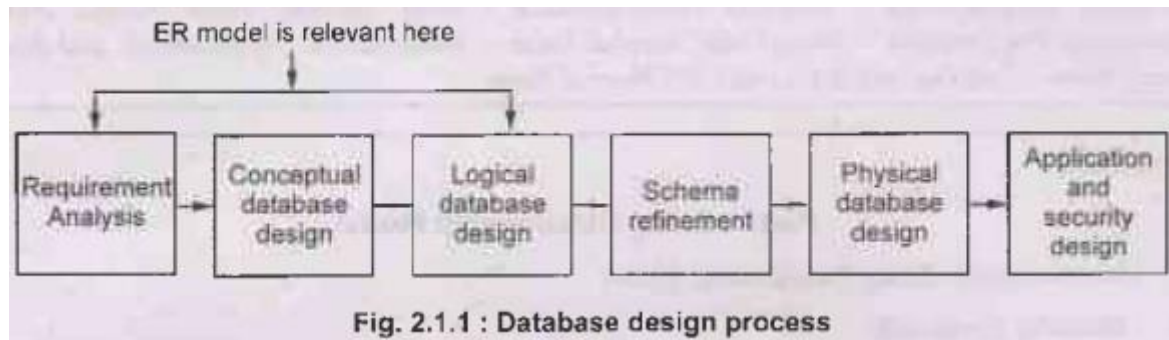 ER model is relevant here
Requirement
Analysis
Conceptual
database
design
Logical
database
design
Schema
refinement
Physical
database
design
Application
and
security
design
Fig. 2.1.1 : Database design process